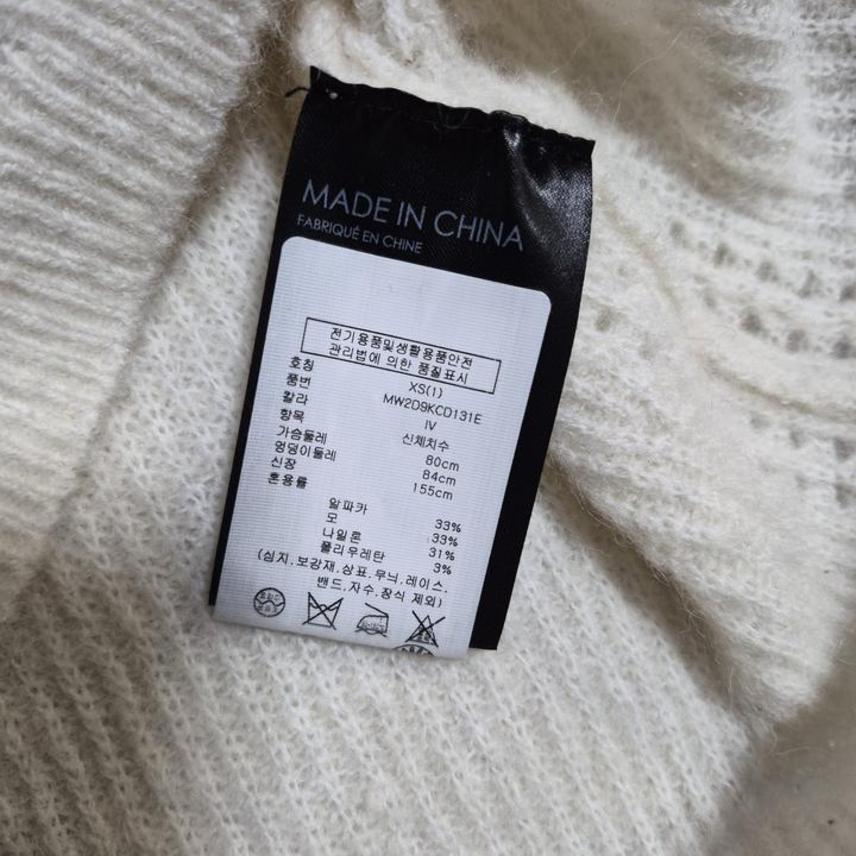 MADE IN CHINA
FABRIQUÉ EN CHINE
전기용품및생활용품안전
관리법에 의한 품질표시
호칭 XS(1)
품번 MW2D9KCD131E
칼라 IV
항목 신체치수
가슴둘레 80cm
엉덩이둘레 84cm
신장 155cm
혼용률
알파카 33%
모 33%
나일론 31%
폴리우레탄 3%
(심지,보강재,상표,무늬,레이스,
밴드,자수,장식 제외)